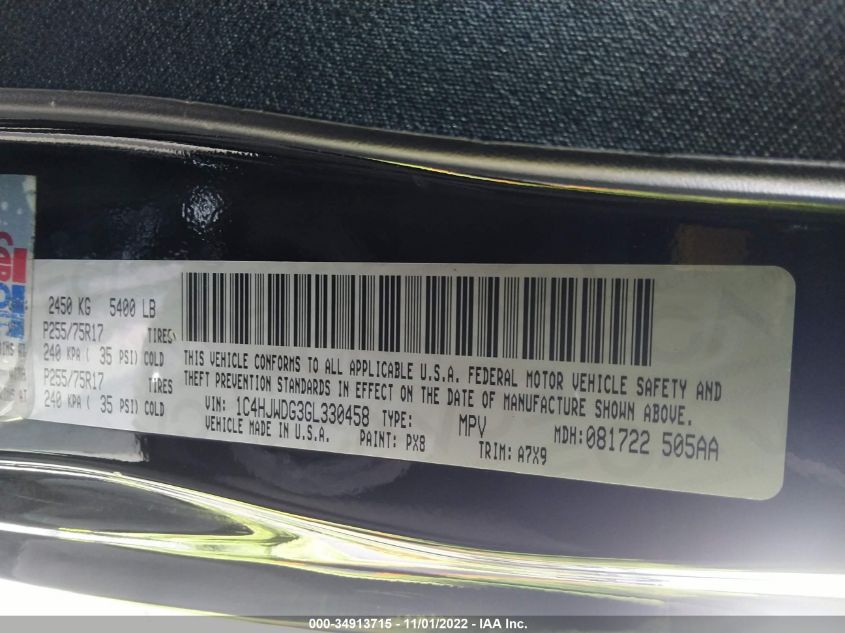 2450 KG 5400 LB
P255/75R17 TIRES
240 KPA ( 35 PSI) COLD
P255/75R17 TIRES
240 KPA ( 35 PSI) COLD
THIS VEHICLE CONFORMS TO ALL APPLICABLE U.S.A. FEDERAL MOTOR VEHICLE SAFETY AND
THEFT PREVENTION STANDARDS IN EFFECT ON THE DATE OF MANUFACTURE SHOWN ABOVE.
VIN: 1C4HJWDG3GL330458 TYPE: MPV MDH:081722 505AA
VEHICLE MADE IN U.S.A. PAINT: PX8 TRIM: A7X9
000-34913715 - 11/01/2022 - IAA Inc.